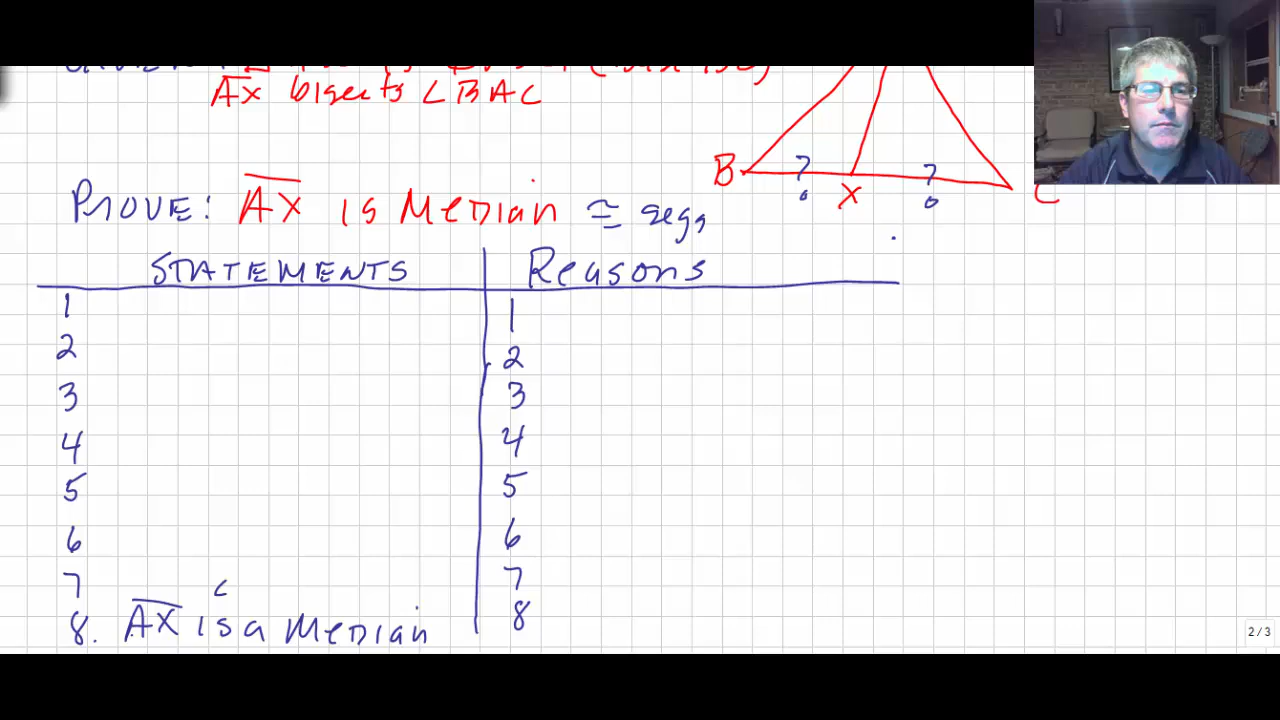 AX bisects ∠BAC
B ? ? X C
PROVE: AX is Median ≅ segs
STATEMENTS Reasons
1 1
2 2
3 3
4 4
5 5
6 6
7 c 7
8. AX is a Median 8
2 / 3